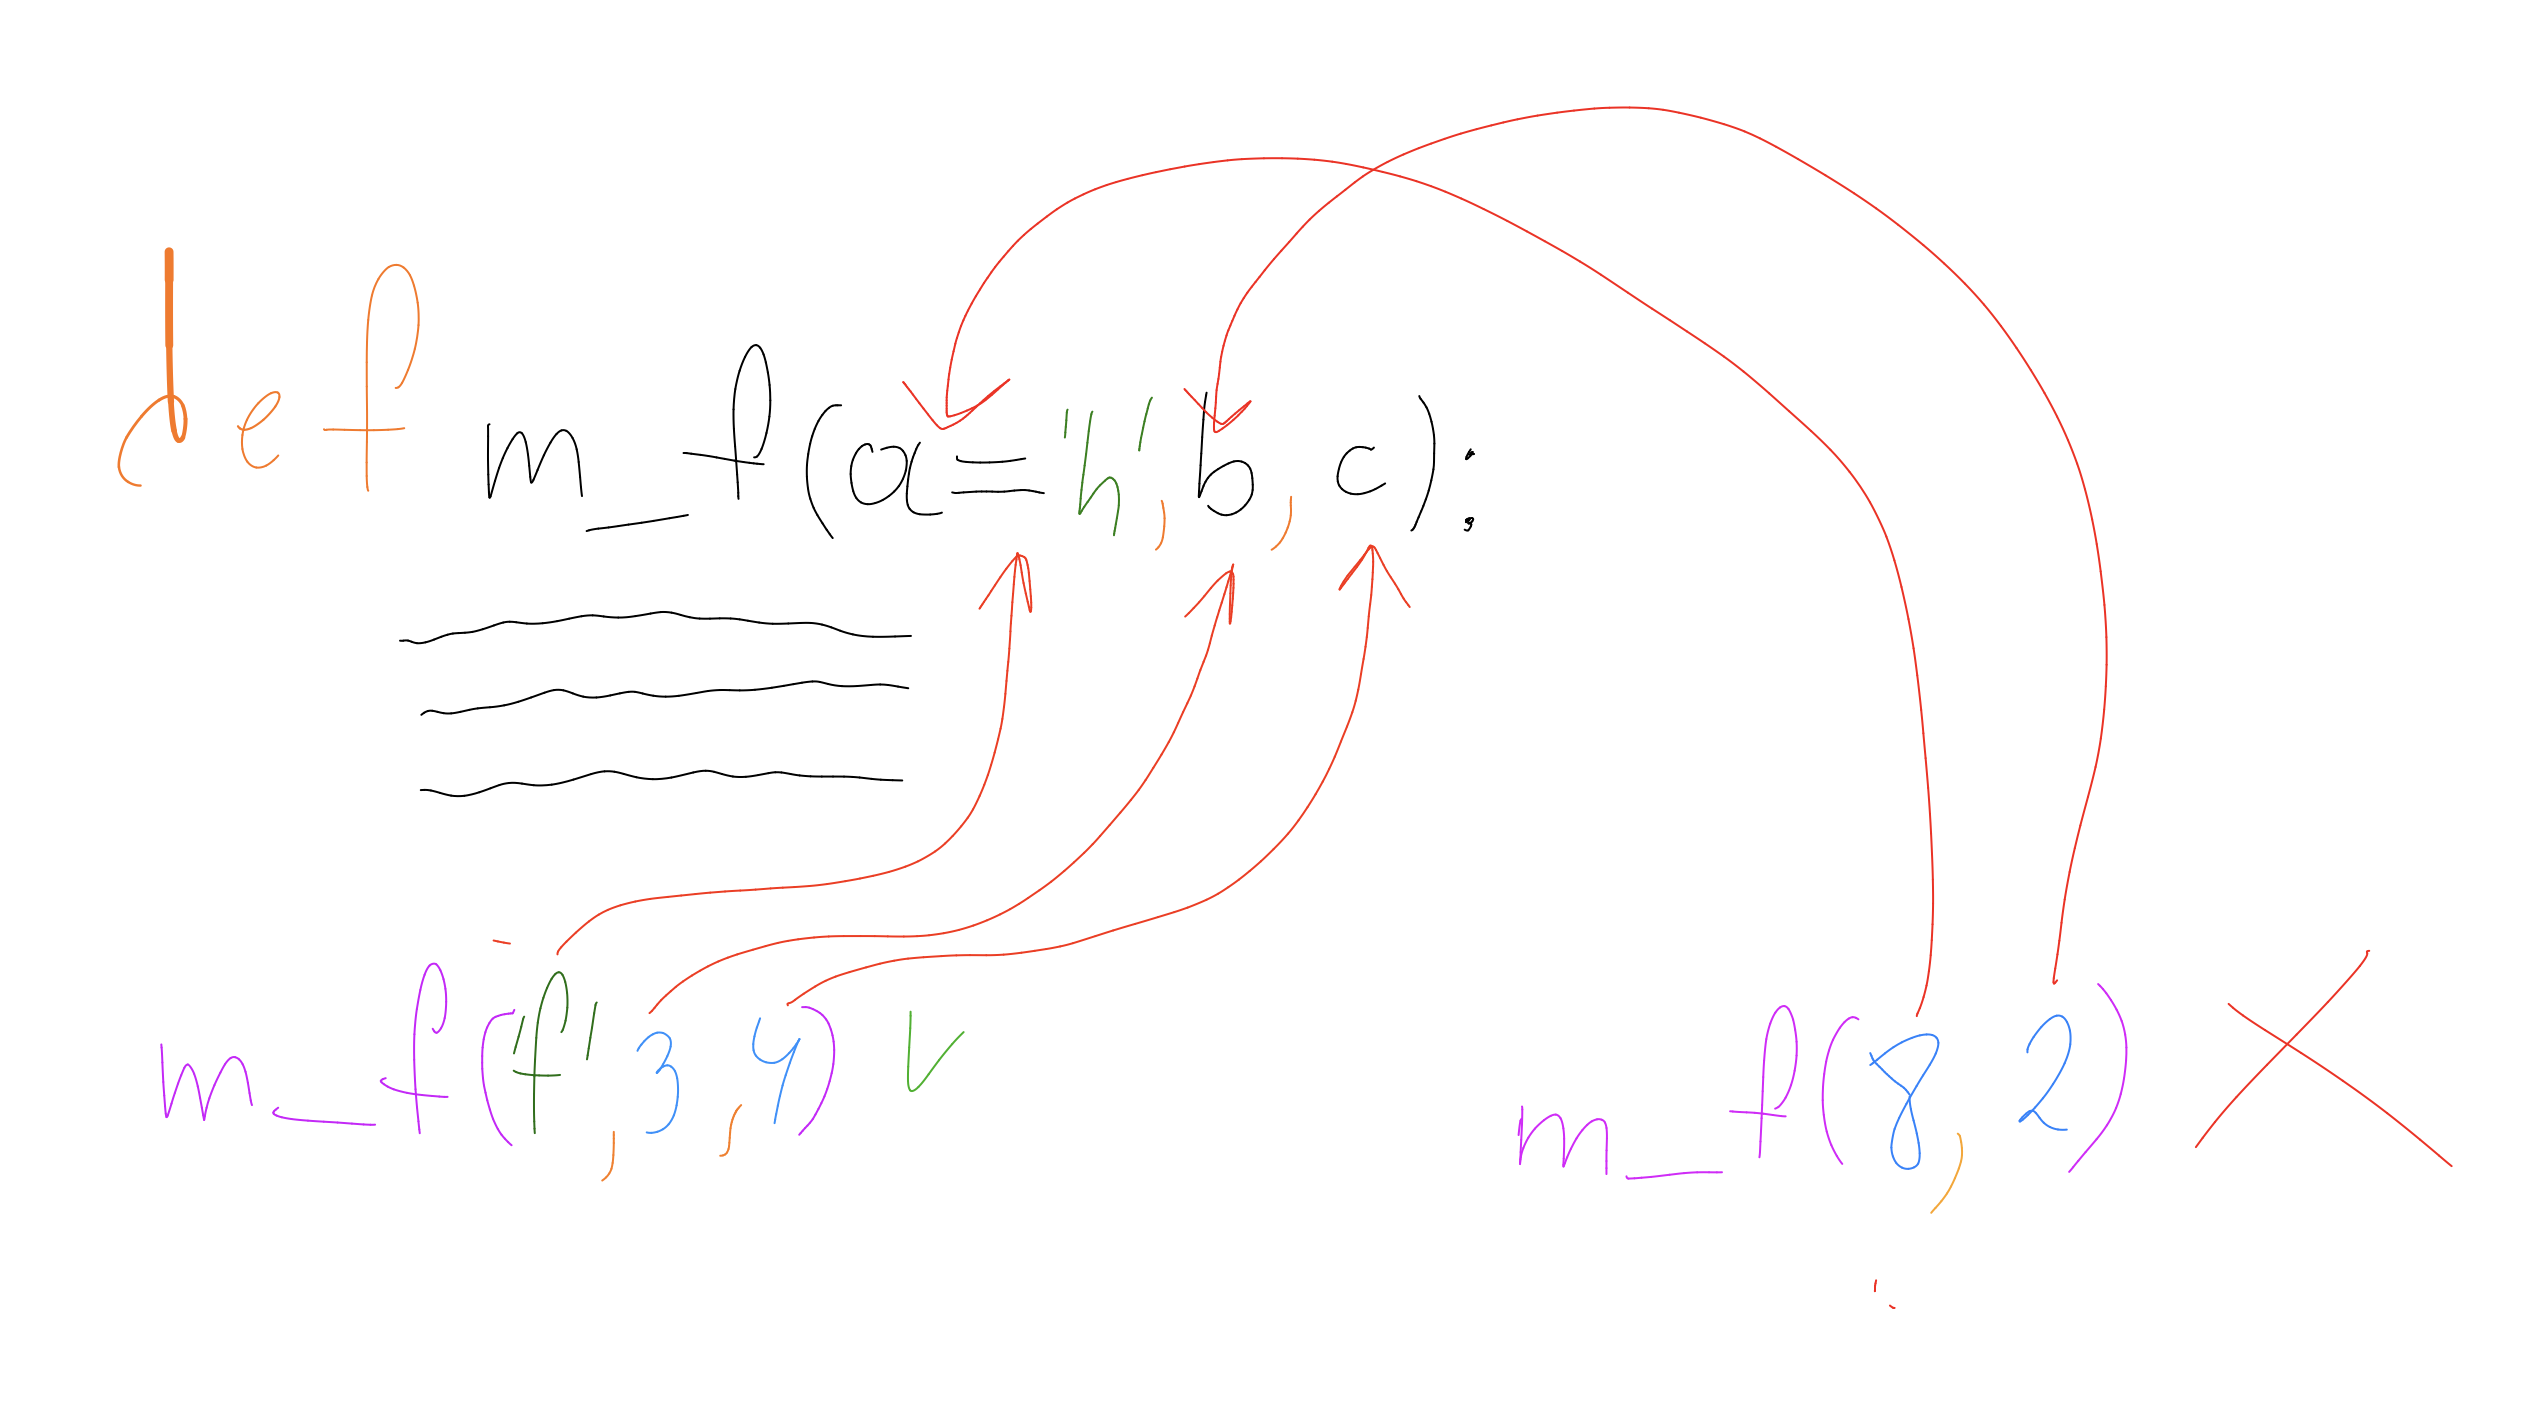 def m_f(a='h', b, c):
m_f('f', 3, 4) m_f(8, 2)